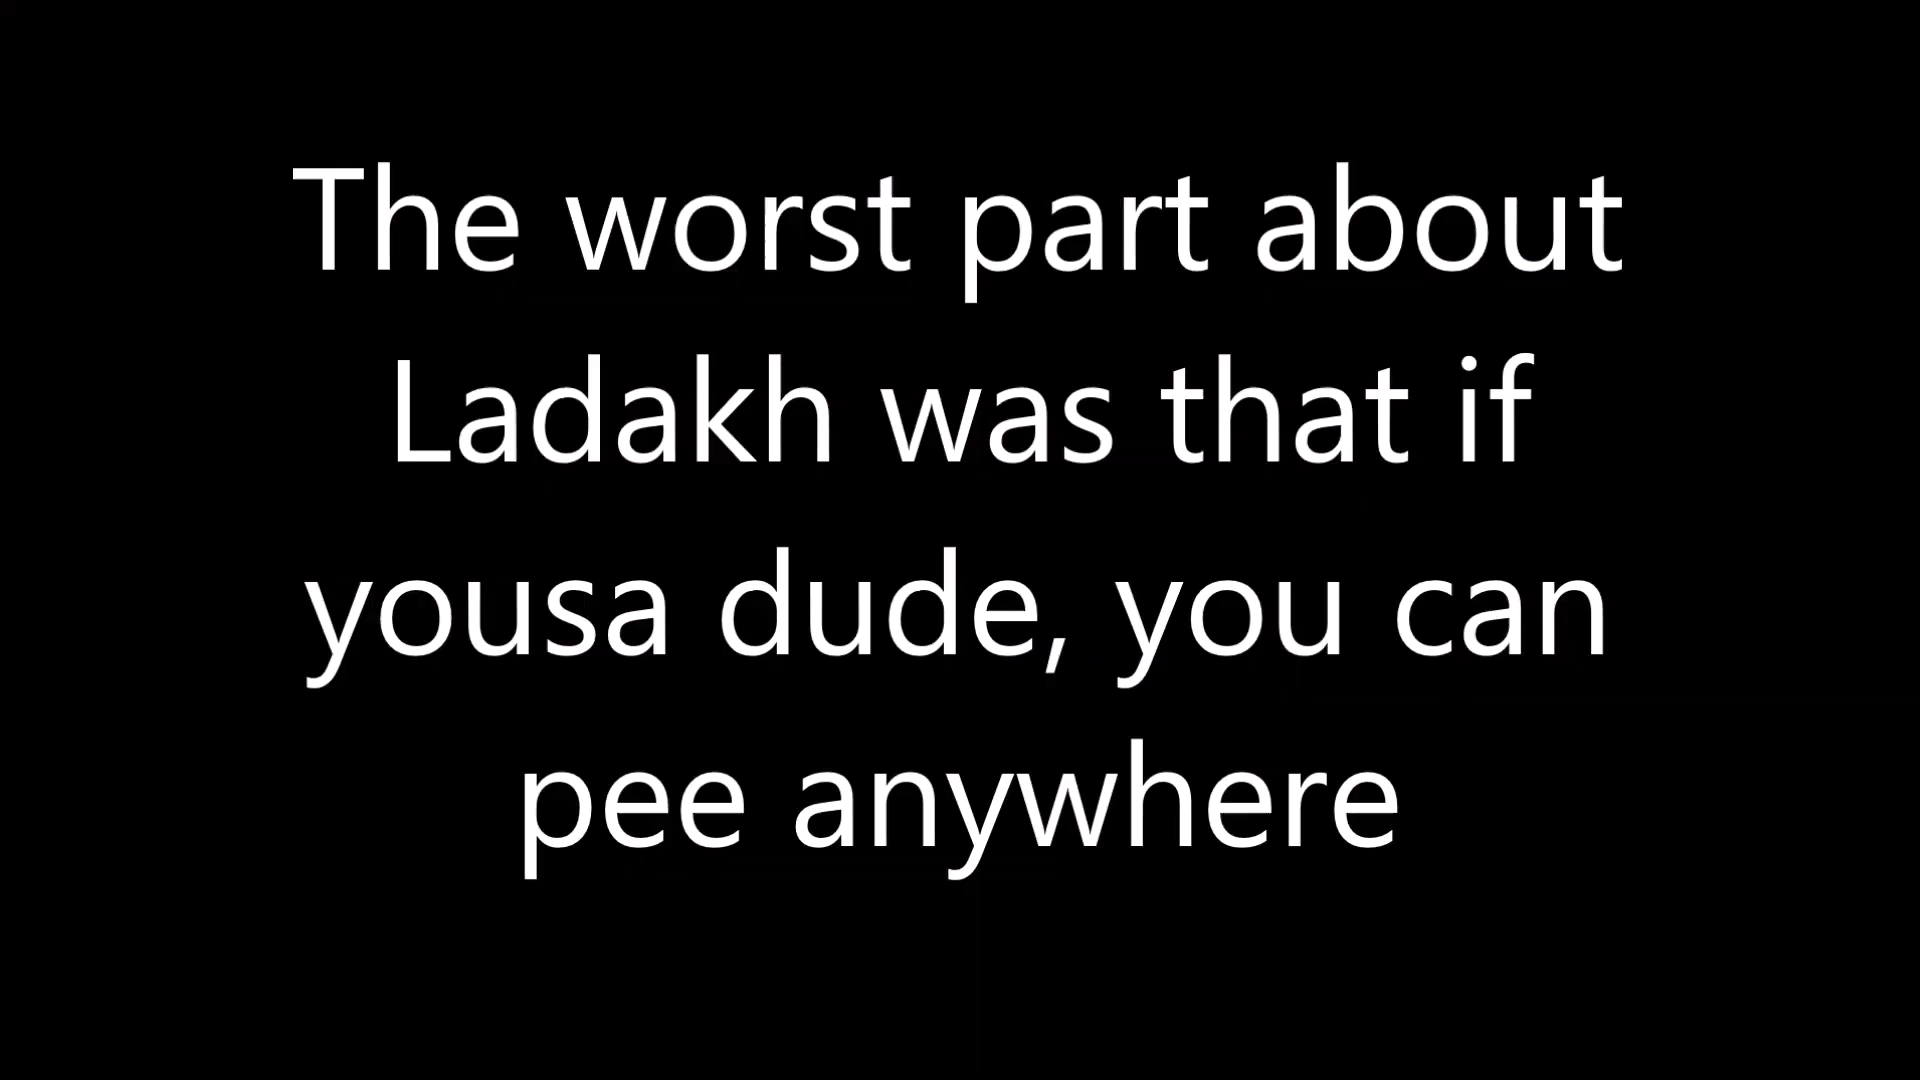 The worst part about
Ladakh was that if
yousa dude, you can
pee anywhere